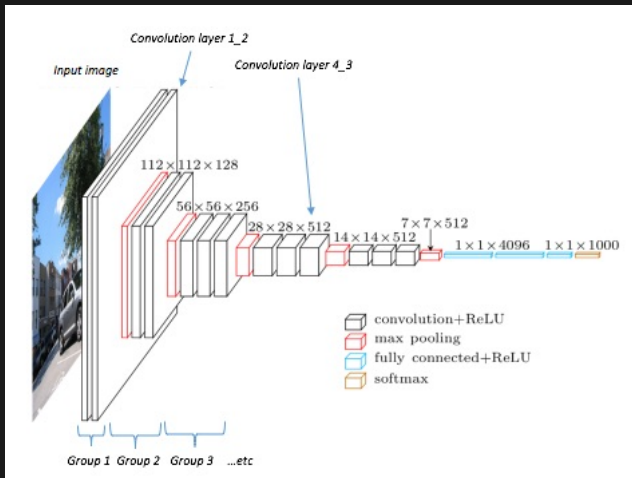 Convolution layer 1_2
Convolution layer 4_3
Input image
112×112×128
56×56×256
28×28×512
14×14×512
7×7×512
1×1×4096
1×1×1000
convolution+ReLU
max pooling
fully connected+ReLU
softmax
Group 1 Group 2 Group 3 ...etc